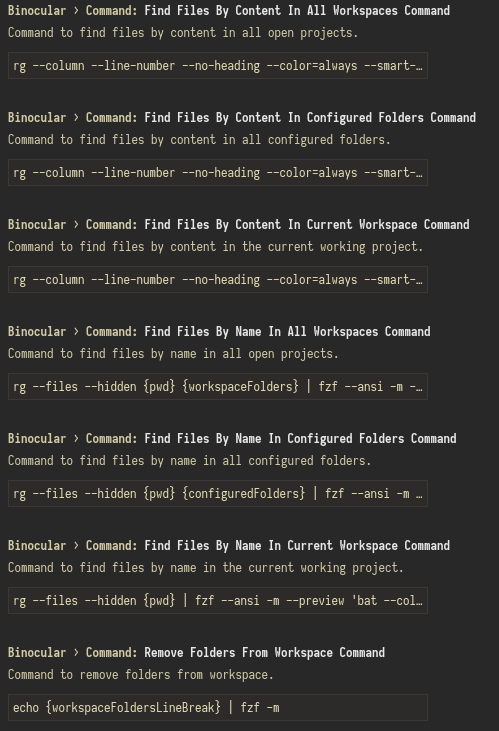 Binocular › Command: Find Files By Content In All Workspaces Command
Command to find files by content in all open projects.
rg --column --line-number --no-heading --color=always --smart-…
Binocular › Command: Find Files By Content In Configured Folders Command
Command to find files by content in all configured folders.
rg --column --line-number --no-heading --color=always --smart-…
Binocular › Command: Find Files By Content In Current Workspace Command
Command to find files by content in the current working project.
rg --column --line-number --no-heading --color=always --smart-…
Binocular › Command: Find Files By Name In All Workspaces Command
Command to find files by name in all open projects.
rg --files --hidden {pwd} {workspaceFolders} | fzf --ansi -m -…
Binocular › Command: Find Files By Name In Configured Folders Command
Command to find files by name in all configured folders.
rg --files --hidden {pwd} {configuredFolders} | fzf --ansi -m …
Binocular › Command: Find Files By Name In Current Workspace Command
Command to find files by name in the current working project.
rg --files --hidden {pwd} | fzf --ansi -m --preview 'bat --col…
Binocular › Command: Remove Folders From Workspace Command
Command to remove folders from workspace.
echo {workspaceFoldersLineBreak} | fzf -m